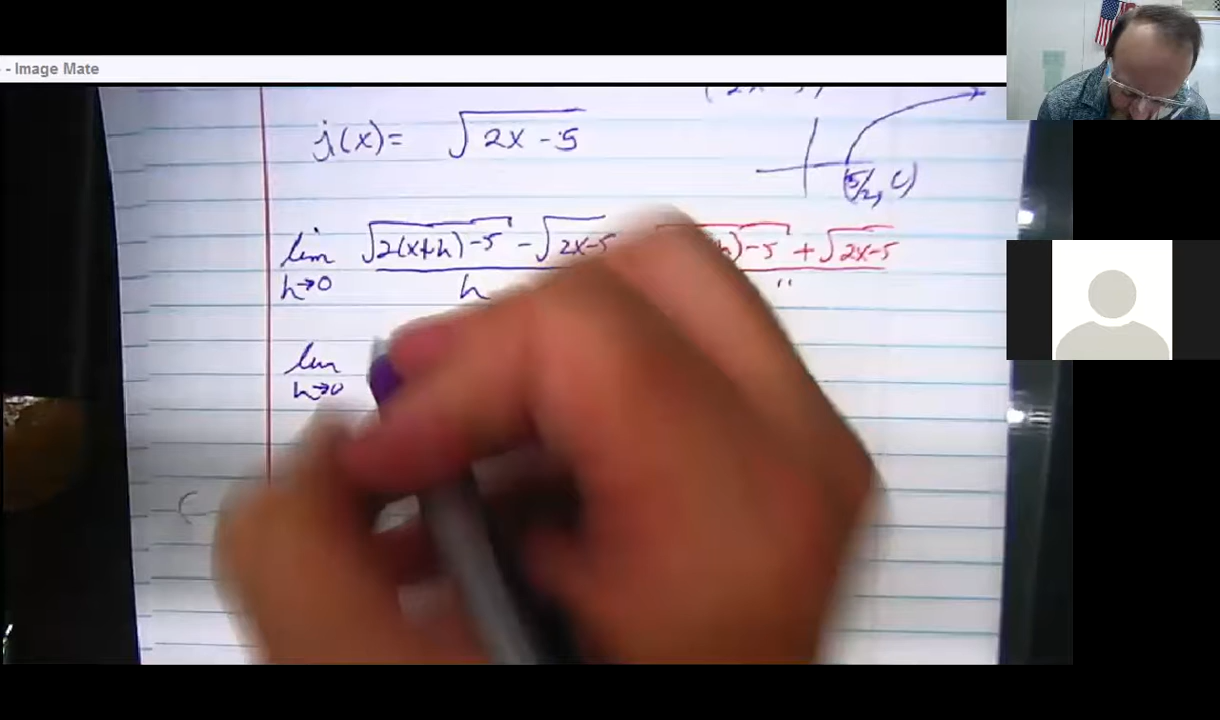 - Image Mate
j(x)= √2x-5
(5/2, 0)
lim √2(x+h)-5 - √2x-5 h)-5 + √2x-5
h→0 h "
lim
h→0